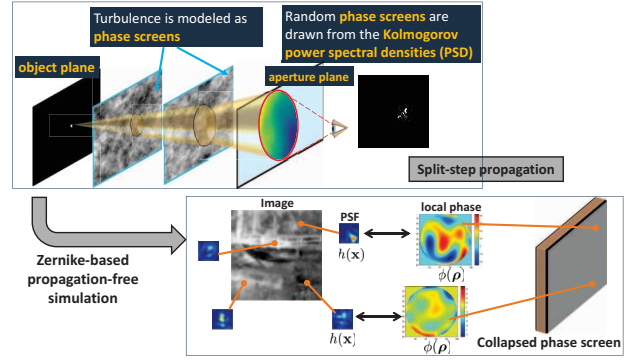 Turbulence is modeled as
phase screens
Random phase screens are
drawn from the Kolmogorov
power spectral densities (PSD)
object plane
aperture plane
Split-step propagation
Zernike-based
propagation-free
simulation
Image
PSF
h(x)
local phase
ϕ(ρ)
h(x)
ϕ(ρ)
Collapsed phase screen